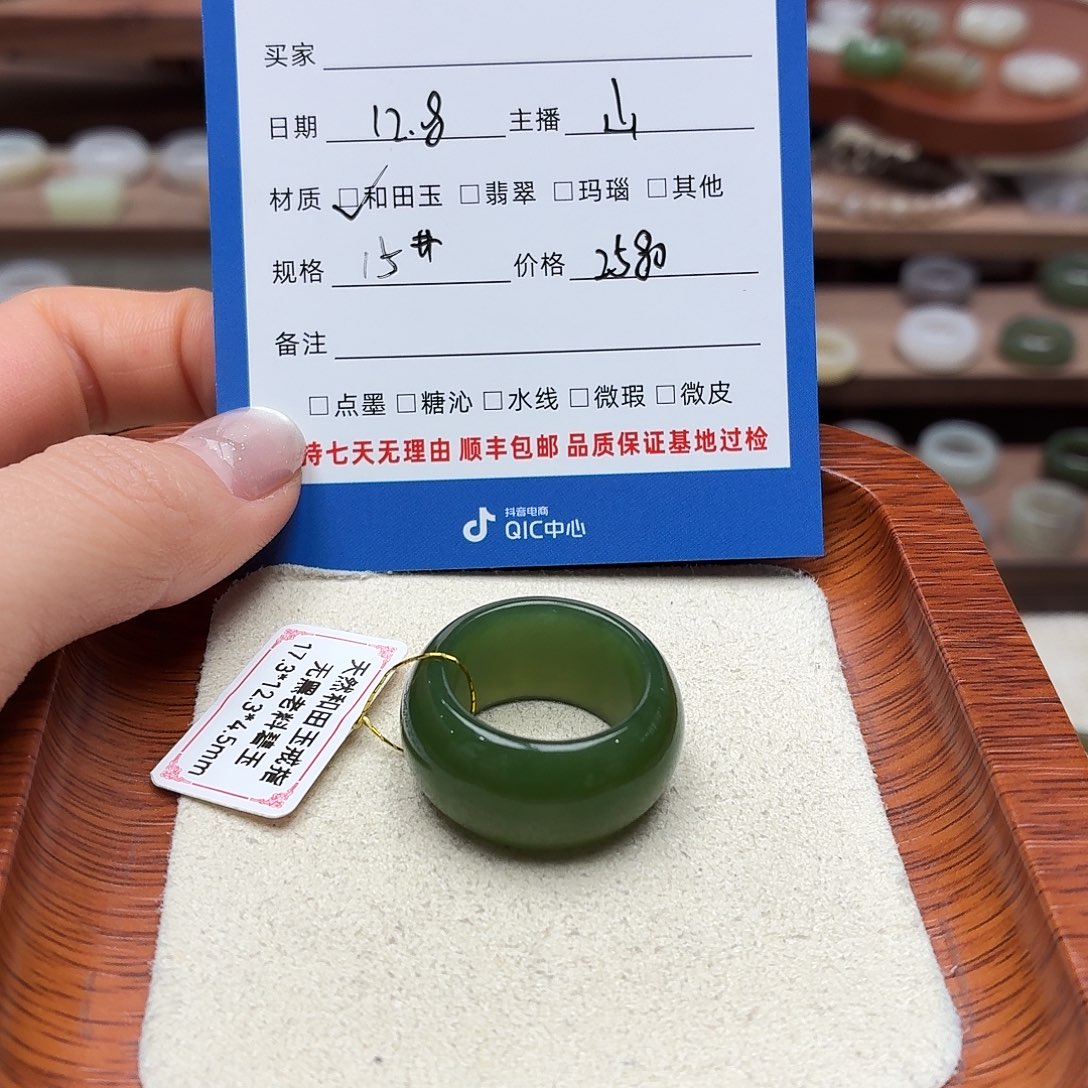 买家
日期 12.8 主播 山
材质 ☑和田玉 □翡翠 □玛瑙 □其他
规格 15# 价格 2580
备注
□点墨 □糖沁 □水线 □微瑕 □微皮
持七天无理由 顺丰包邮 品质保证基地过检
抖音电商
QIC中心
天然和田玉戒指
无黑老料碧玉
17.3*12.3*4.5mm